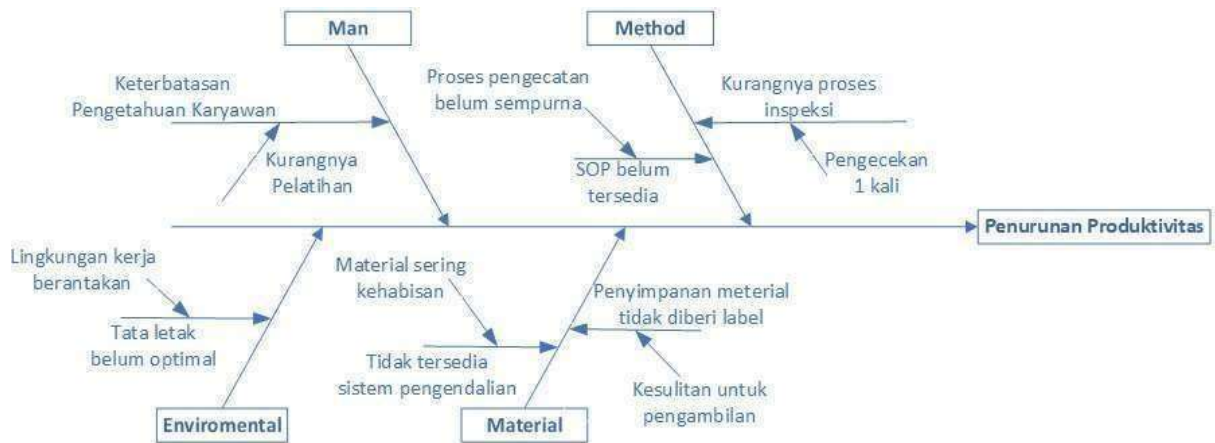 Man
Method
Keterbatasan
Pengetahuan Karyawan
Kurangnya
Pelatihan
Proses pengecatan
belum sempurna
SOP belum
tersedia
Kurangnya proses
inspeksi
Pengecekan
1 kali
Penurunan Produktivitas
Lingkungan kerja
berantakan
Tata letak
belum optimal
Material sering
kehabisan
Tidak tersedia
sistem pengendalian
Penyimpanan meterial
tidak diberi label
Kesulitan untuk
pengambilan
Enviromental
Material